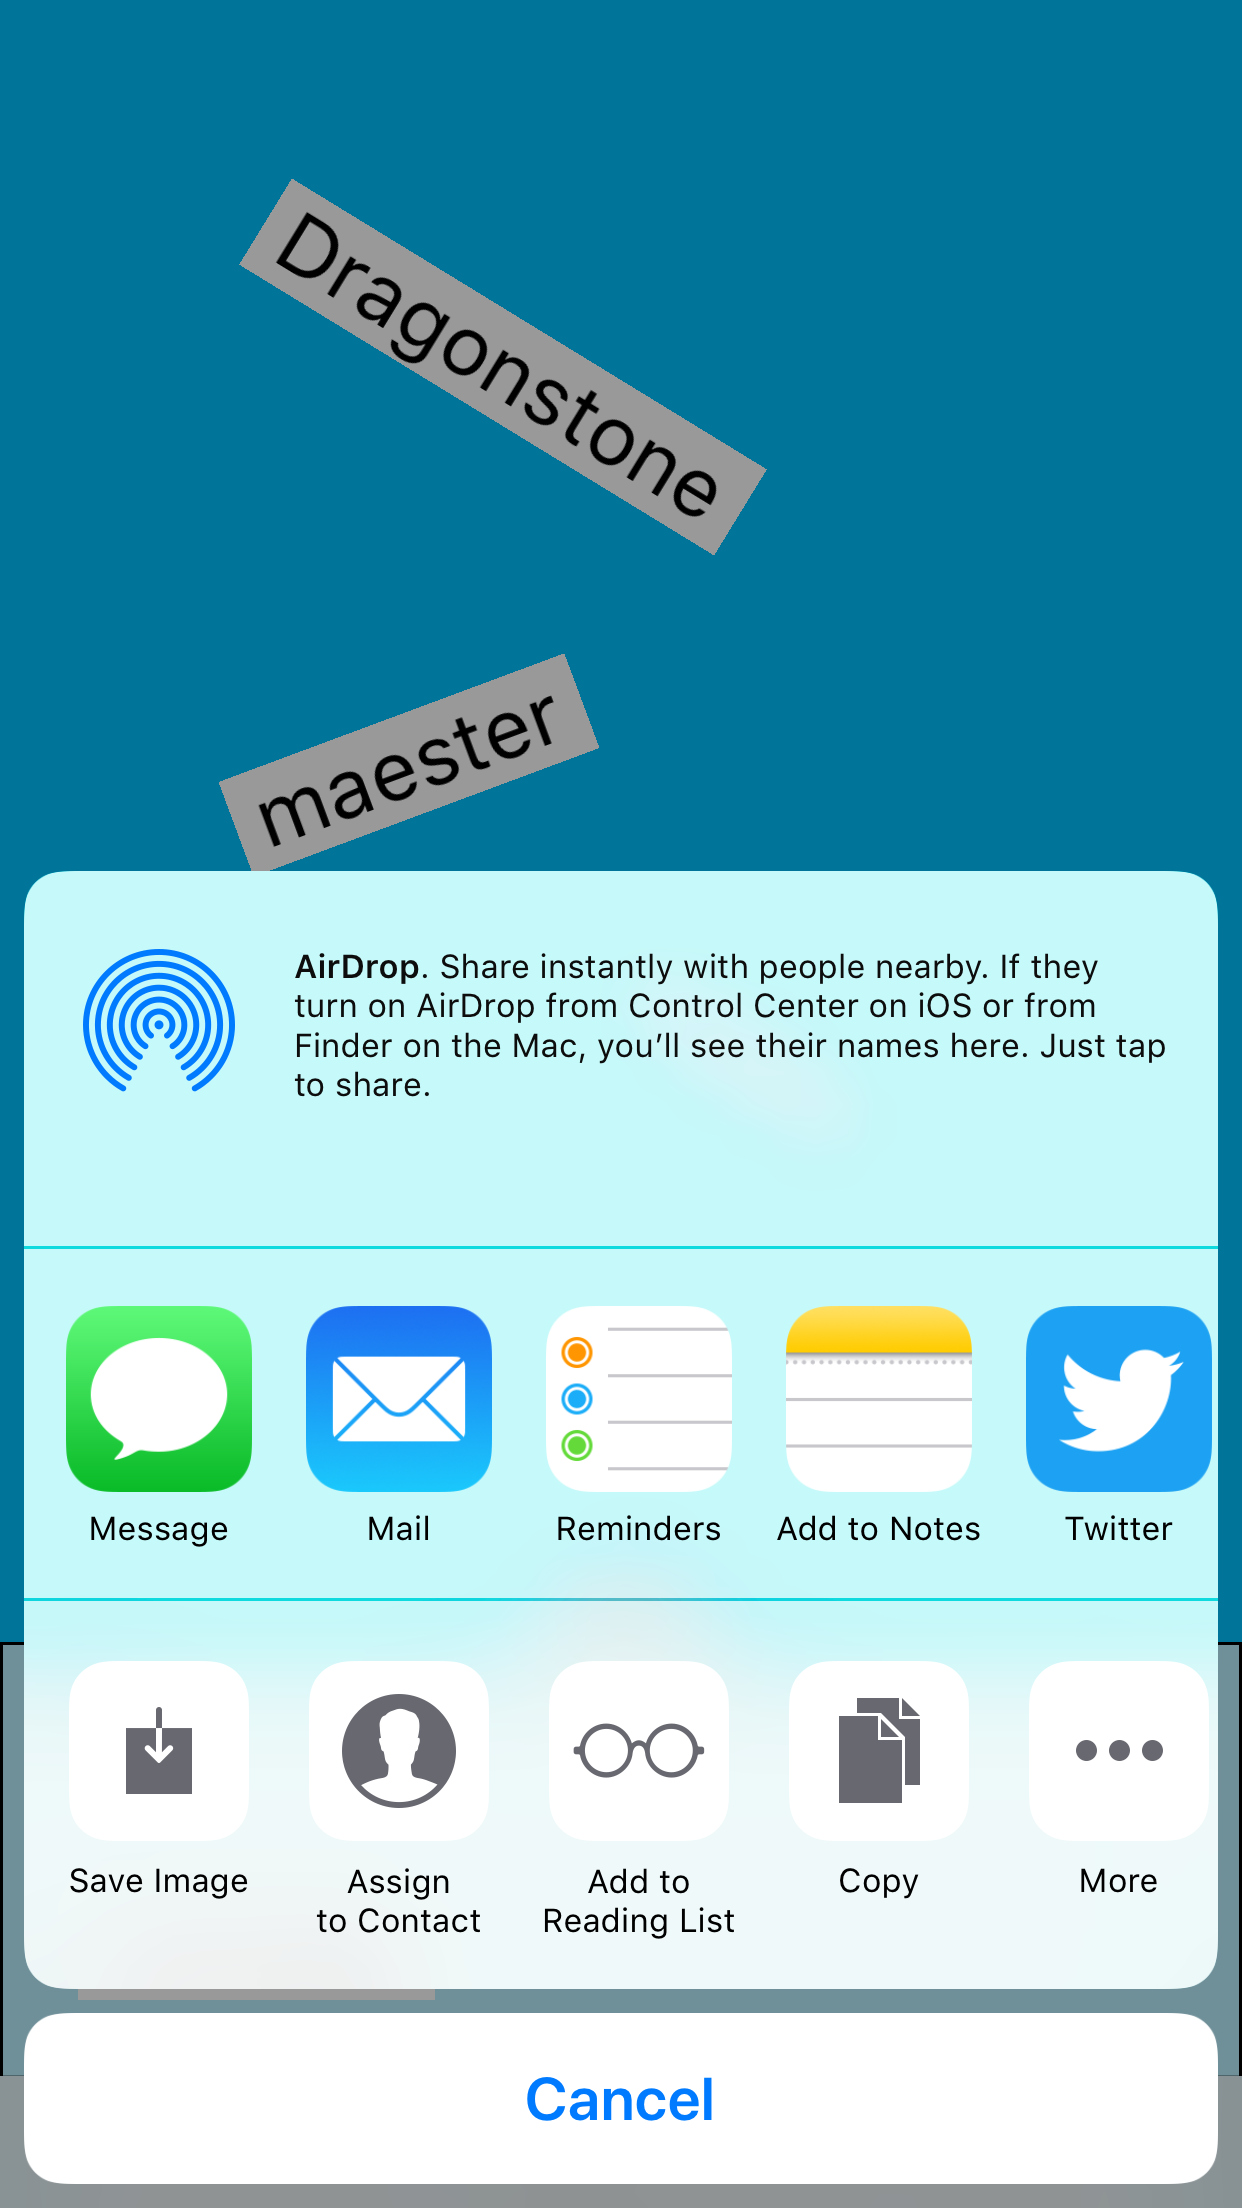 Dragonstone
maester
AirDrop. Share instantly with people nearby. If they
turn on AirDrop from Control Center on iOS or from
Finder on the Mac, you’ll see their names here. Just tap
to share.
Message
Mail
Reminders
Add to Notes
Twitter
Save Image
Assign
to Contact
Add to
Reading List
Copy
More
Cancel